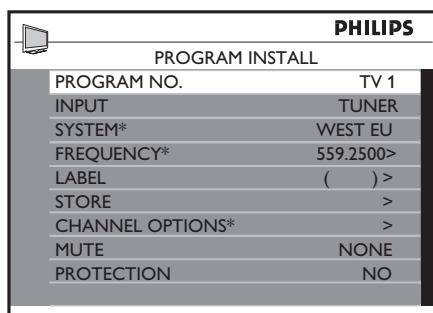 PHILIPS
PROGRAM INSTALL
PROGRAM NO. TV 1
INPUT TUNER
SYSTEM* WEST EU
FREQUENCY* 559.2500>
LABEL ( ) >
STORE >
CHANNEL OPTIONS* >
MUTE NONE
PROTECTION NO